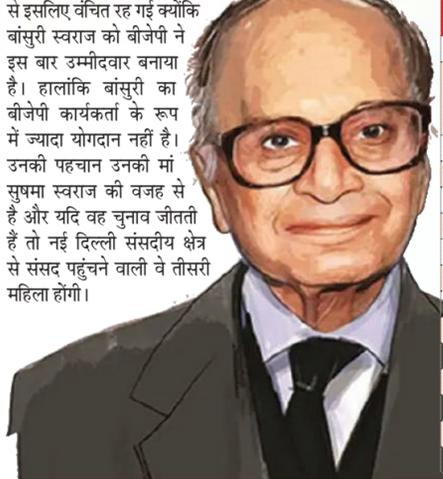 से इसलिए वंचित रह गई क्योंकि
बांसुरी स्वराज को बीजेपी ने
इस बार उम्मीदवार बनाया
है। हालांकि बांसुरी का
बीजेपी कार्यकर्ता के रूप
में ज्यादा योगदान नहीं है।
उनकी पहचान उनकी मां
सुषमा स्वराज की वजह से
है और यदि वह चुनाव जीतती
हैं तो नई दिल्ली संसदीय क्षेत्र
से संसद पहुंचने वाली वे तीसरी
महिला होंगी।